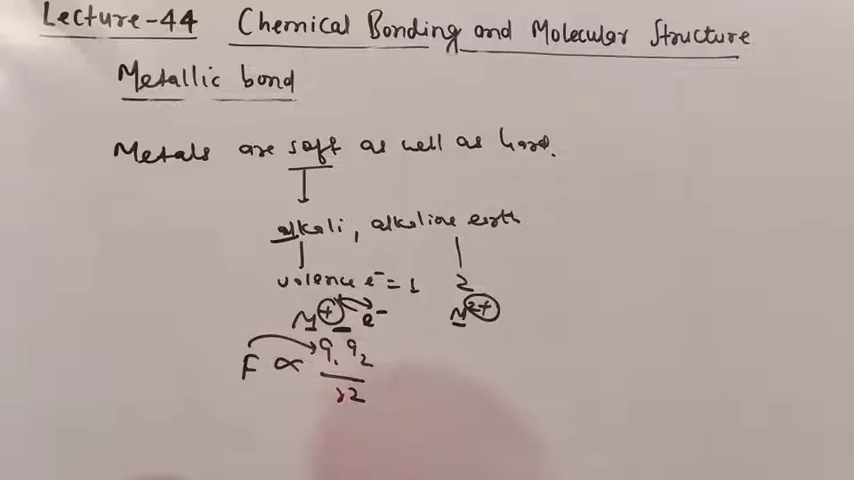 Lecture-44 Chemical Bonding and Molecular Structure
Metallic bond
Metals are soft as well as hard.
alkali, alkaline earth
valence e⁻ = 1 2
M⁺ e⁻ M²⁺
F ∝ q₁ q₂
r2